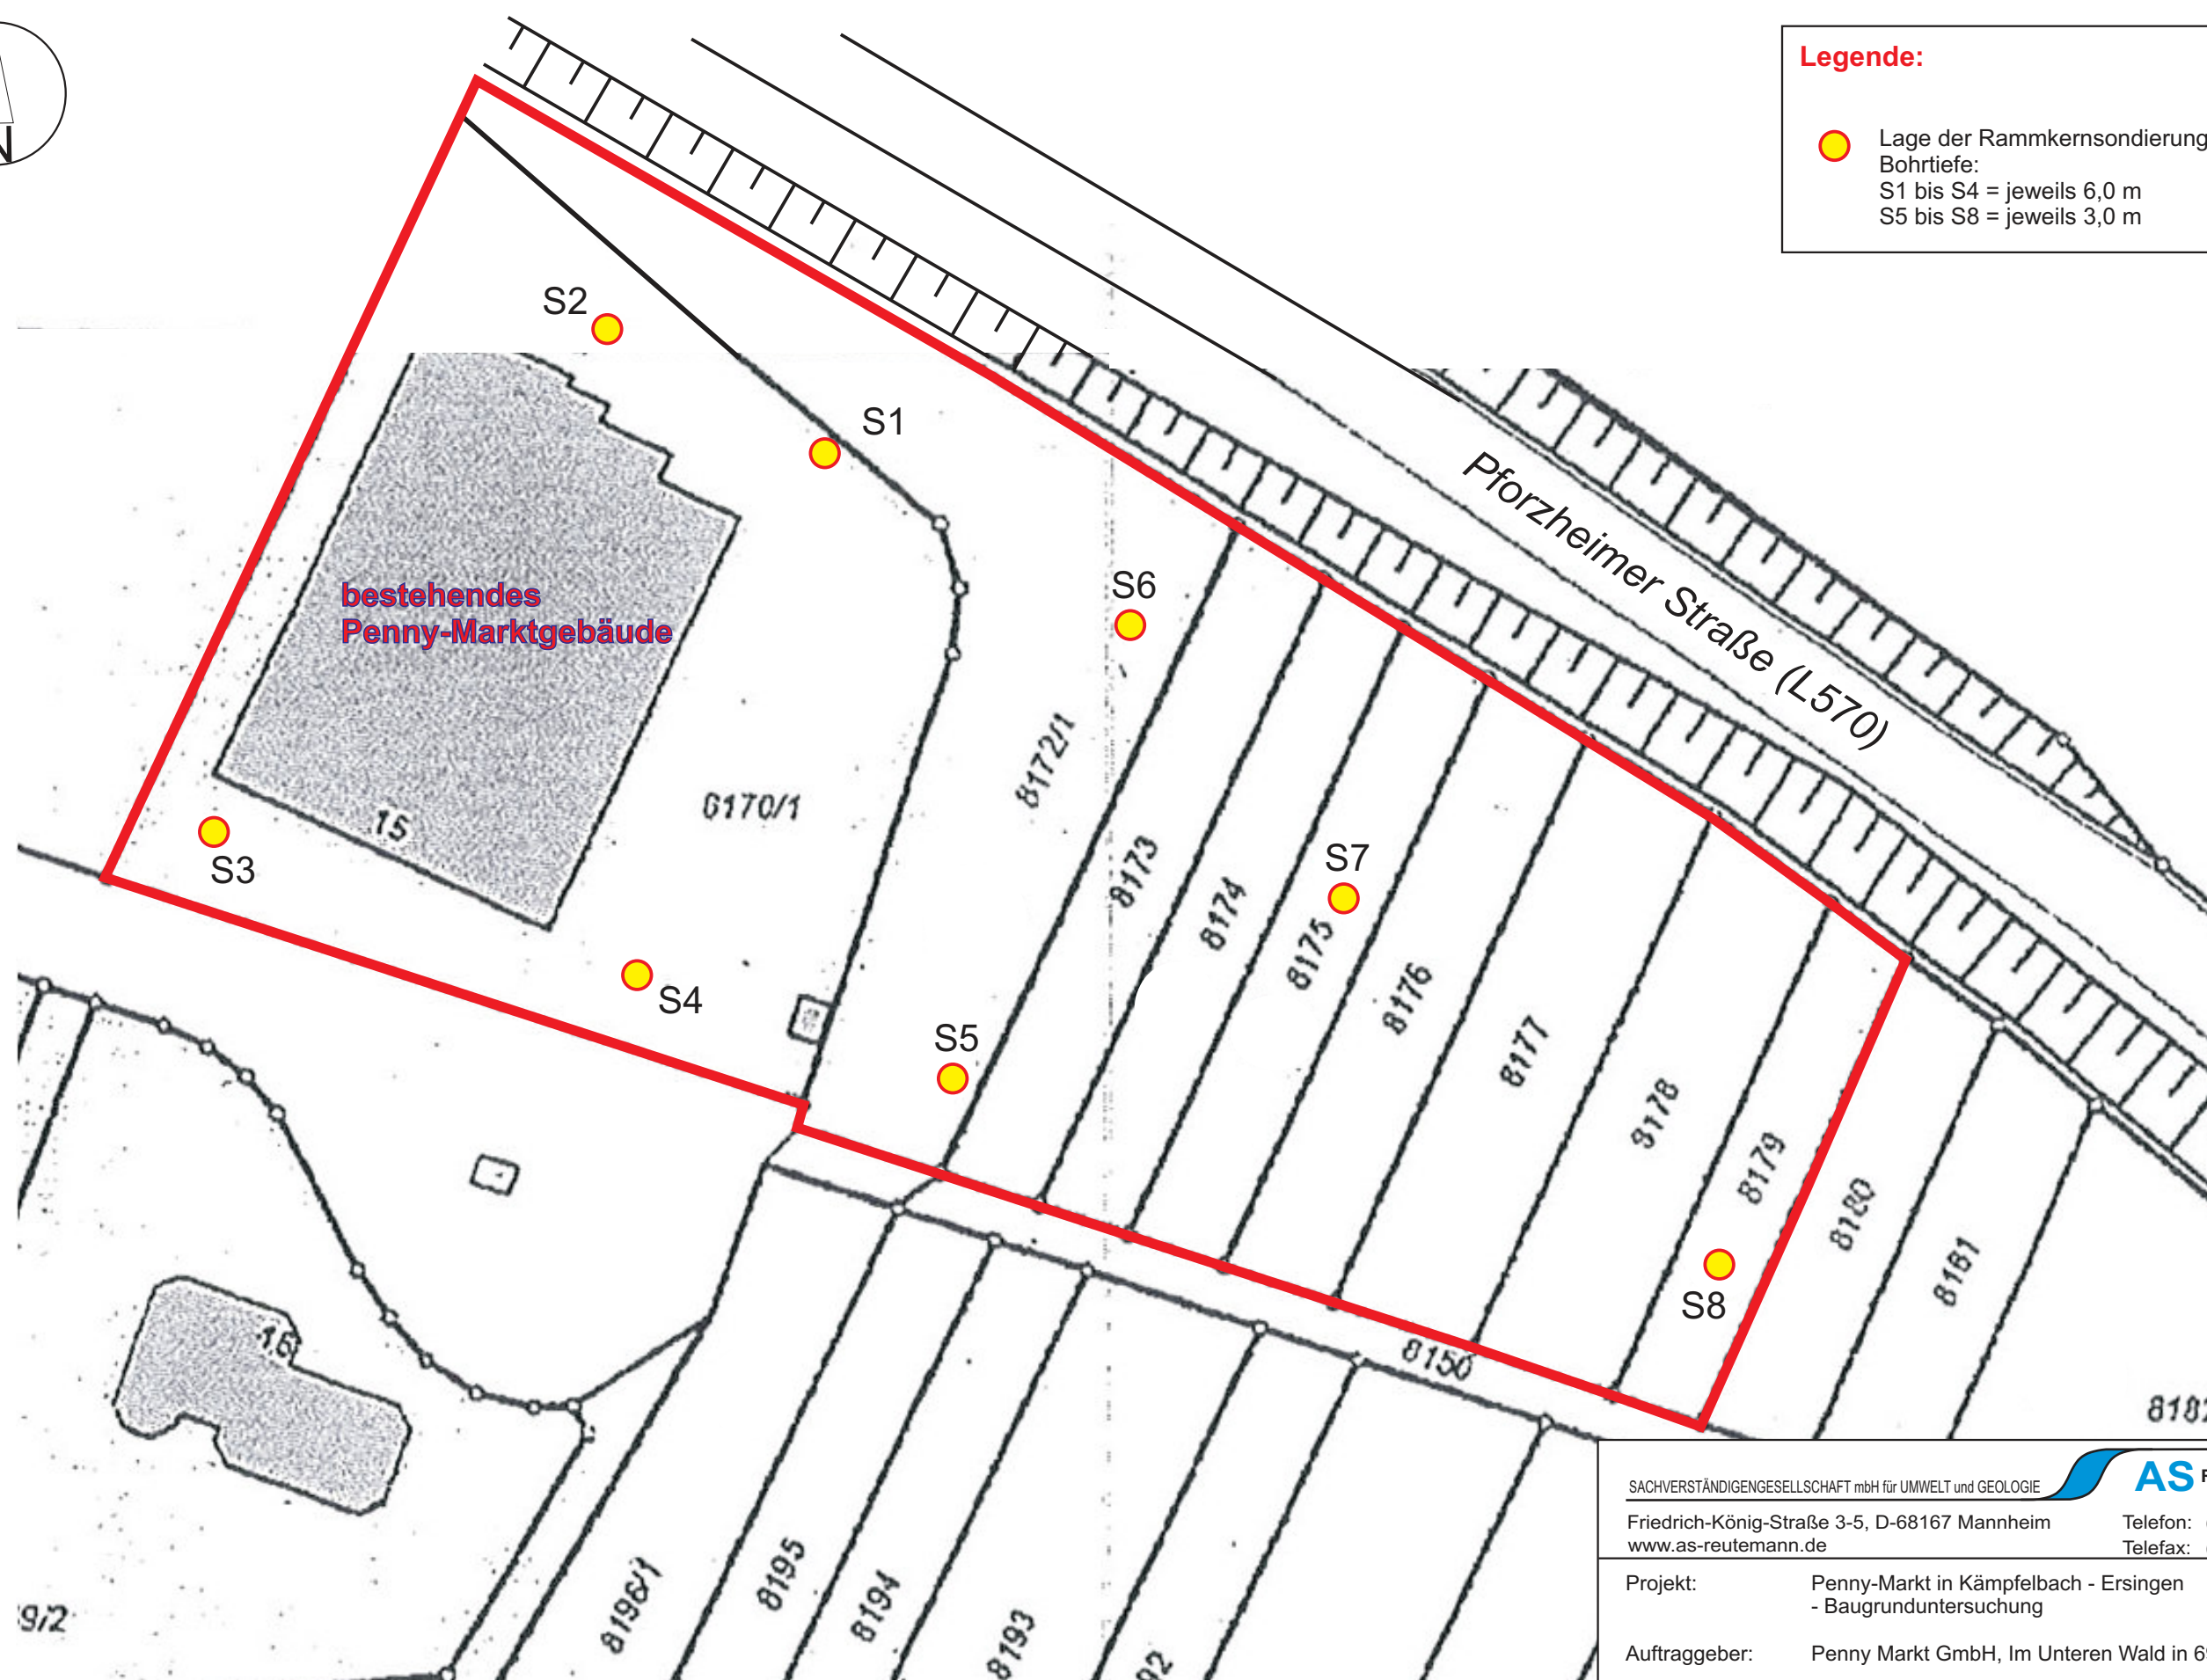 N
Legende:
Lage der Rammkernsondierung
Bohrtiefe:
S1 bis S4 = jeweils 6,0 m
S5 bis S8 = jeweils 3,0 m
S2
S1
Pforzheimer Straße (L570)
bestehendes
Penny-Marktgebäude
S6
8172/1
6170/1
15
S3
8173
8174
S7
8175
8176
8177
8178
8179
8180
8181
S4
S5
S8
8150
16
SACHVERSTÄNDIGENGESELLSCHAFT mbH für UMWELT und GEOLOGIE
AS
Friedrich-König-Straße 3-5, D-68167 Mannheim
Telefon:
www.as-reutemann.de
Telefax:
8196/1
8195
8194
8193
9/2
92
Projekt:
Penny-Markt in Kämpfelbach - Ersingen
- Baugrunduntersuchung
Auftraggeber:
Penny Markt GmbH, Im Unteren Wald in